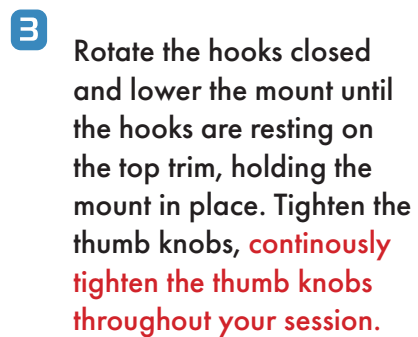 3
Rotate the hooks closed
and lower the mount until
the hooks are resting on
the top trim, holding the
mount in place. Tighten the
thumb knobs, continously
tighten the thumb knobs
throughout your session.